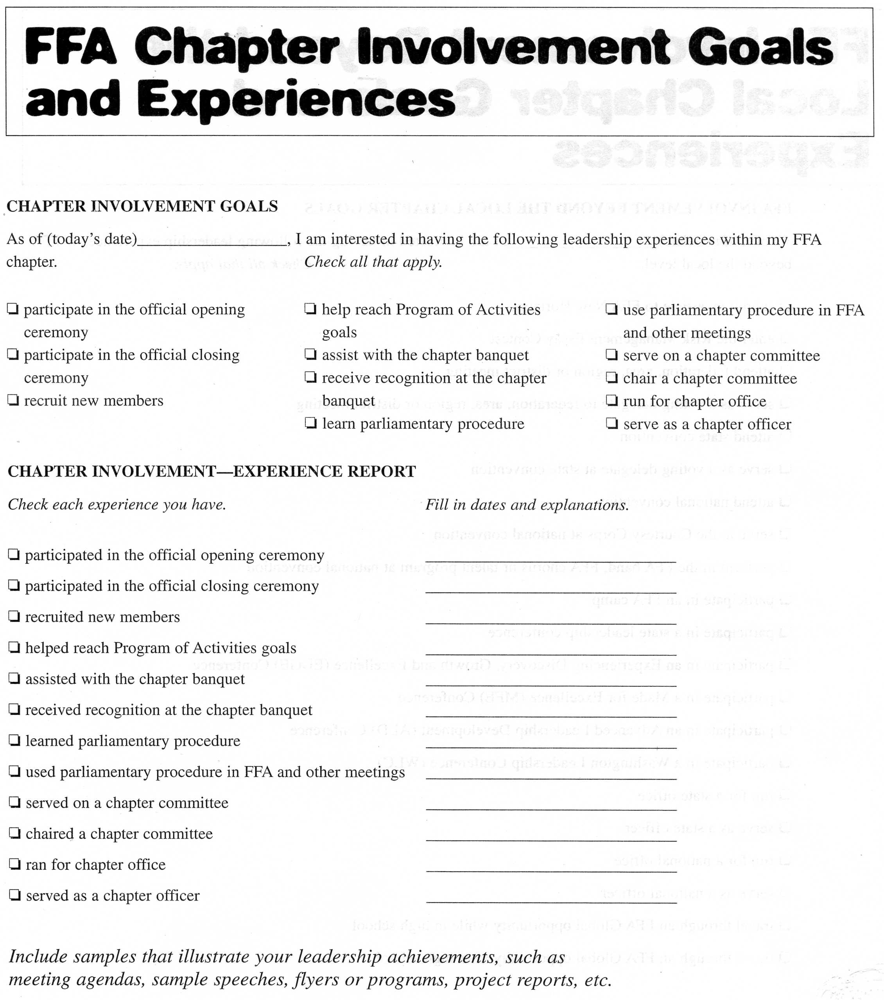 FFA Chapter Involvement Goals
and Experiences
CHAPTER INVOLVEMENT GOALS
As of (today's date)___________________, I am interested in having the following leadership experiences within my FFA
chapter. Check all that apply.
❏ participate in the official opening
ceremony
❏ participate in the official closing
ceremony
❏ recruit new members
❏ help reach Program of Activities
goals
❏ assist with the chapter banquet
❏ receive recognition at the chapter
banquet
❏ learn parliamentary procedure
❏ use parliamentary procedure in FFA
and other meetings
❏ serve on a chapter committee
❏ chair a chapter committee
❏ run for chapter office
❏ serve as a chapter officer
CHAPTER INVOLVEMENT—EXPERIENCE REPORT
Check each experience you have. Fill in dates and explanations.
❏ participated in the official opening ceremony
❏ participated in the official closing ceremony
❏ recruited new members
❏ helped reach Program of Activities goals
❏ assisted with the chapter banquet
❏ received recognition at the chapter banquet
❏ learned parliamentary procedure
❏ used parliamentary procedure in FFA and other meetings
❏ served on a chapter committee
❏ chaired a chapter committee
❏ ran for chapter office
❏ served as a chapter officer
Include samples that illustrate your leadership achievements, such as
meeting agendas, sample speeches, flyers or programs, project reports, etc.